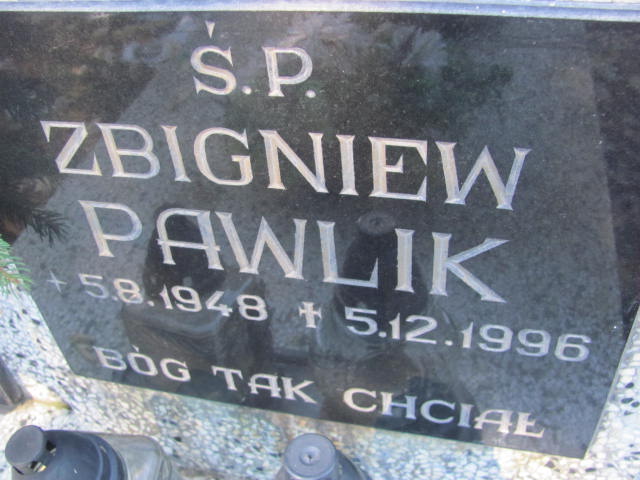 Ś.P.
ZBIGNIEW
PAWLIK
+ 5.8.1948 ✝ 5.12.1996
BÓG TAK CHCIAŁ